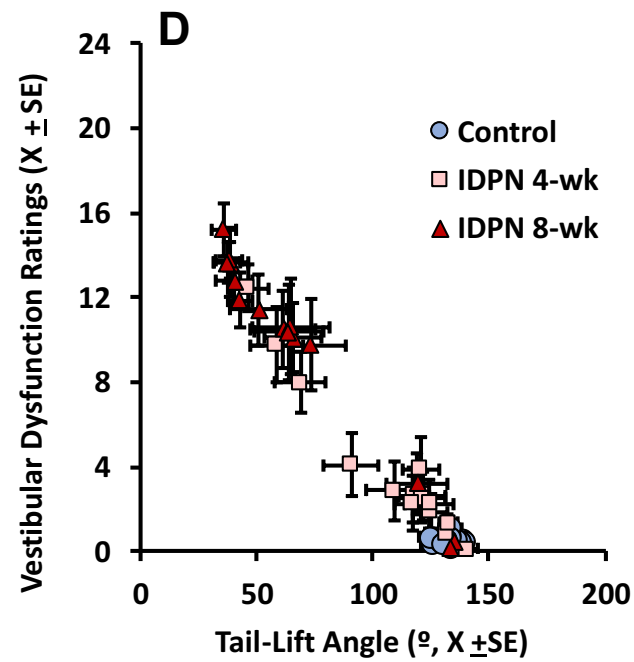 D
24
20
16
12
8
4
0
Vestibular Dysfunction Ratings (X ± SE)
Control
IDPN 4-wk
IDPN 8-wk
0 50 100 150 200
Tail-Lift Angle (º, X ±SE)